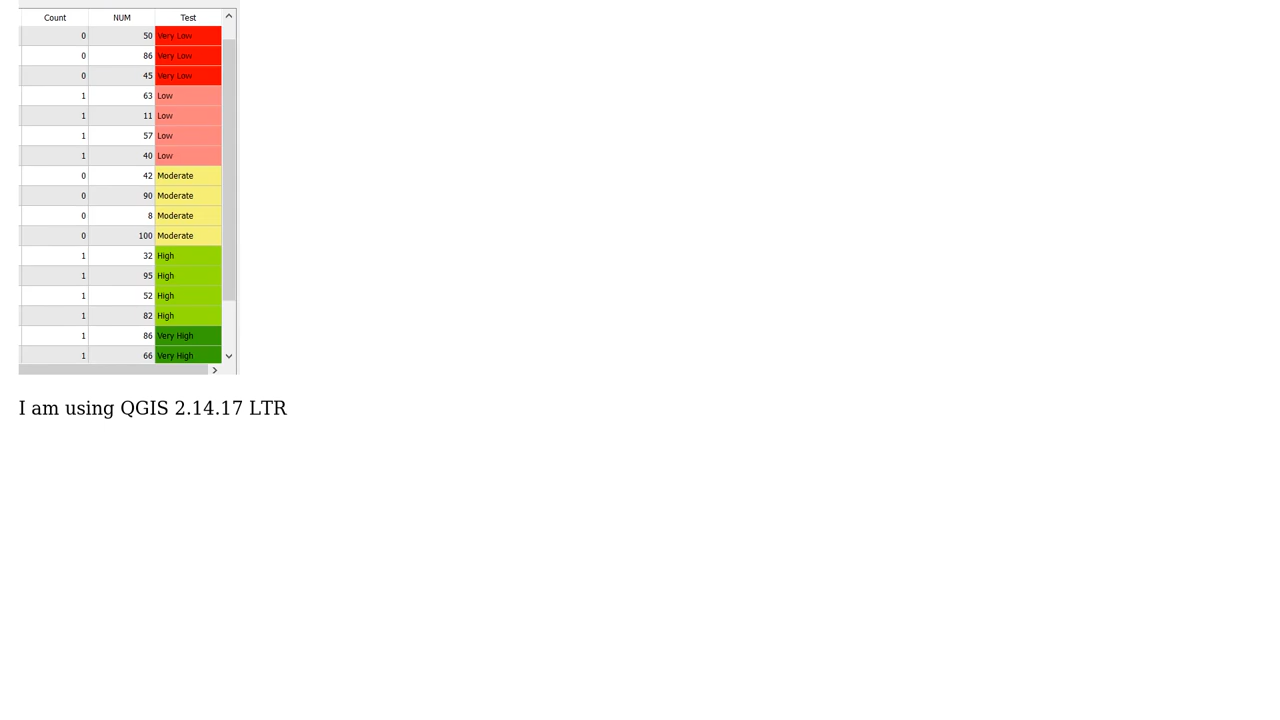 Count NUM Test
0 50 Very Low
0 86 Very Low
0 45 Very Low
1 63 Low
1 11 Low
1 57 Low
1 40 Low
0 42 Moderate
0 90 Moderate
0 8 Moderate
0 100 Moderate
1 32 High
1 95 High
1 52 High
1 82 High
1 86 Very High
1 66 Very High
I am using QGIS 2.14.17 LTR